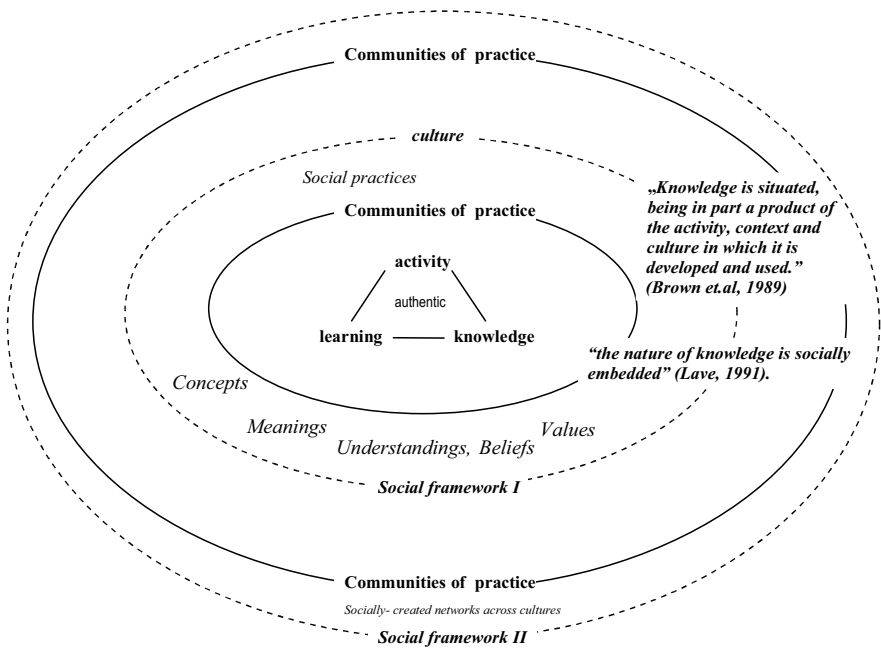 Communities of practice
culture
Social practices
„Knowledge is situated,
being in part a product of
the activity, context and
culture in which it is
developed and used.”
(Brown et.al, 1989)
Communities of practice
activity
authentic
learning
knowledge
“the nature of knowledge is socially
embedded” (Lave, 1991).
Concepts
Meanings
Understandings, Beliefs
Values
Social framework I
Communities of practice
Socially- created networks across cultures
Social framework II